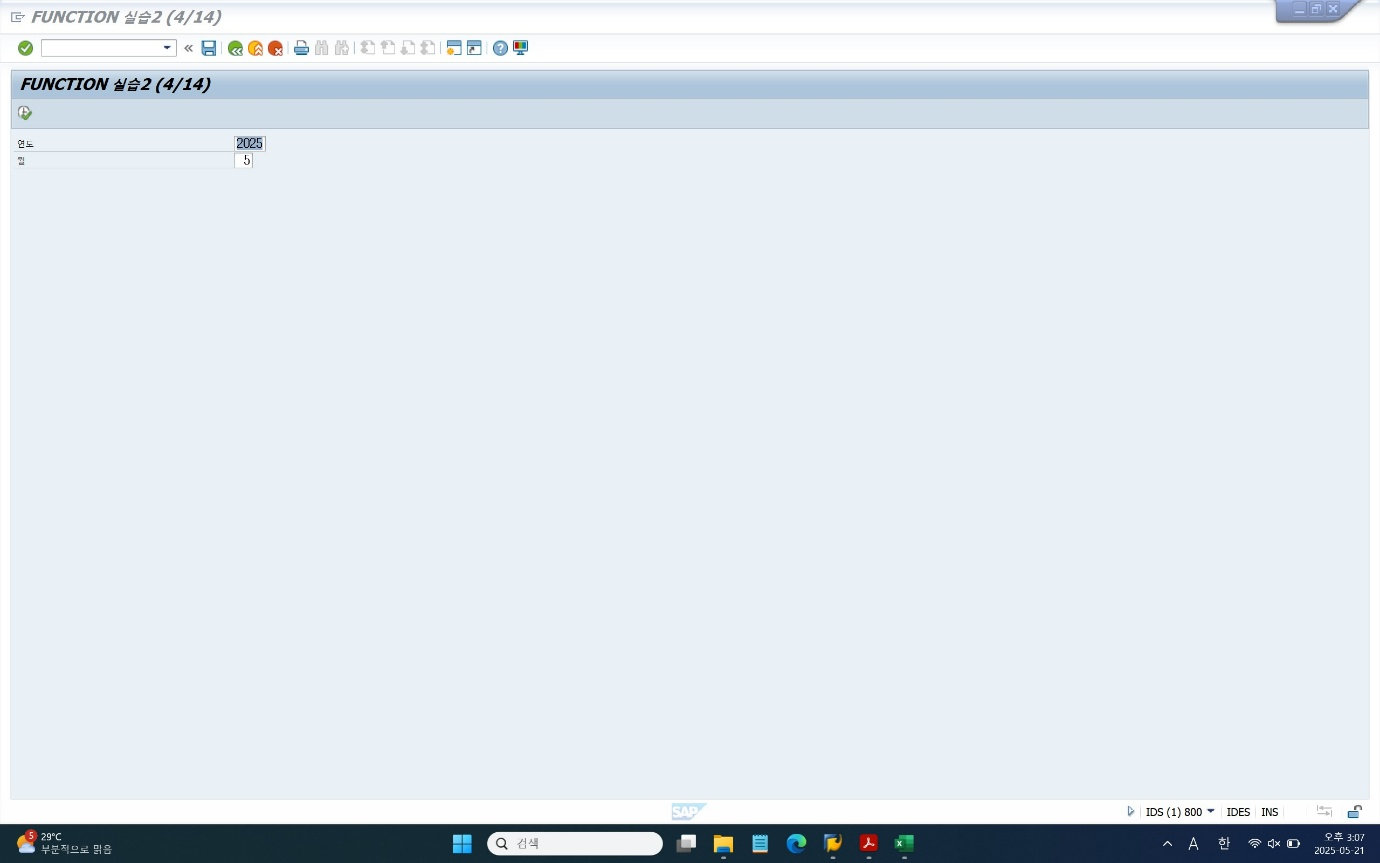 FUNCTION 실습2 (4/14)
FUNCTION 실습2 (4/14)
연도 2025
월 5
SAP
IDS (1) 800 IDES INS
5
29°C
부분적으로 맑음
검색
A 한
오후 3:07
2025-05-21